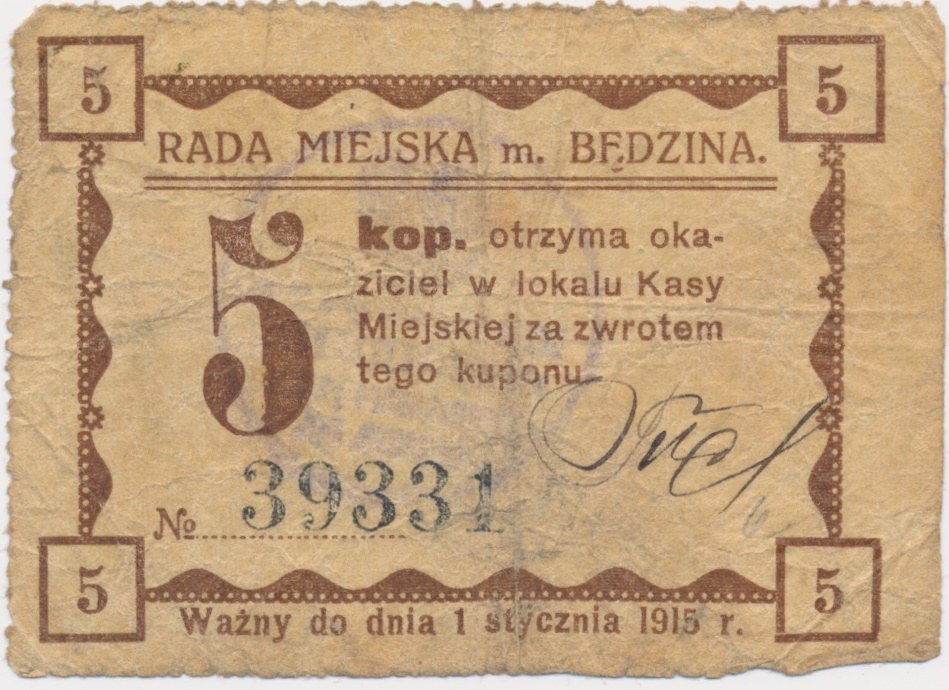 5 5
RADA MIEJSKA m. BĘDZINA.
5
kop. otrzyma oka-
ziciel w lokalu Kasy
Miejskiej za zwrotem
tego kuponu
№ 39331
5 5
Ważny do dnia 1 stycznia 1915 r.